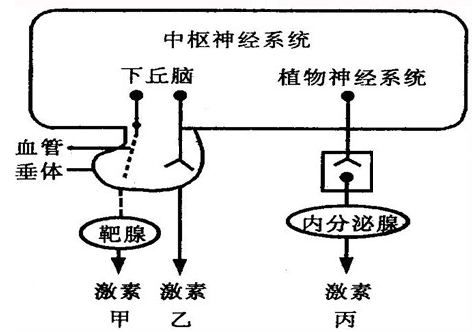 中枢神经系统
下丘脑
植物神经系统
血管
垂体
靶腺
内分泌腺
激素 激素 激素
甲 乙 丙